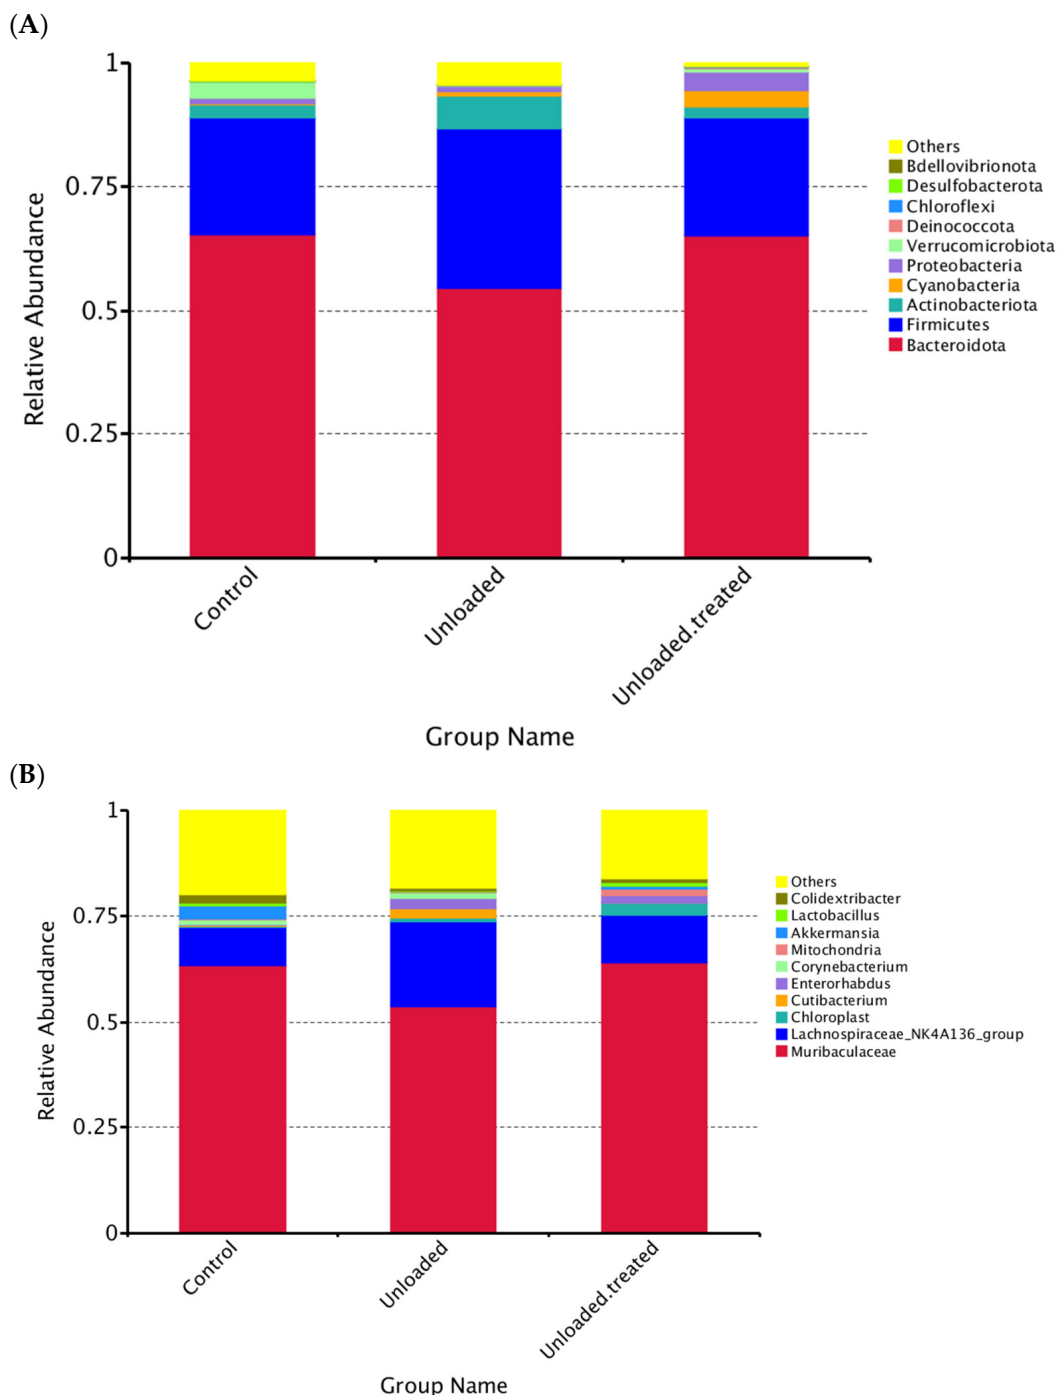 (A)
1
0.75
0.5
0.25
0
Relative Abundance
Others
Bdellovibrionota
Desulfobacterota
Chloroflexi
Deinococcota
Verrucomicrobiota
Proteobacteria
Cyanobacteria
Actinobacteriota
Firmicutes
Bacteroidota
Control
Unloaded
Unloaded.treated
Group Name
(B)
1
0.75
0.5
0.25
0
Relative Abundance
Others
Colidextribacter
Lactobacillus
Akkermansia
Mitochondria
Corynebacterium
Enterorhabdus
Cutibacterium
Chloroplast
Lachnospiraceae_NK4A136_group
Muribaculaceae
Control
Unloaded
Unloaded.treated
Group Name